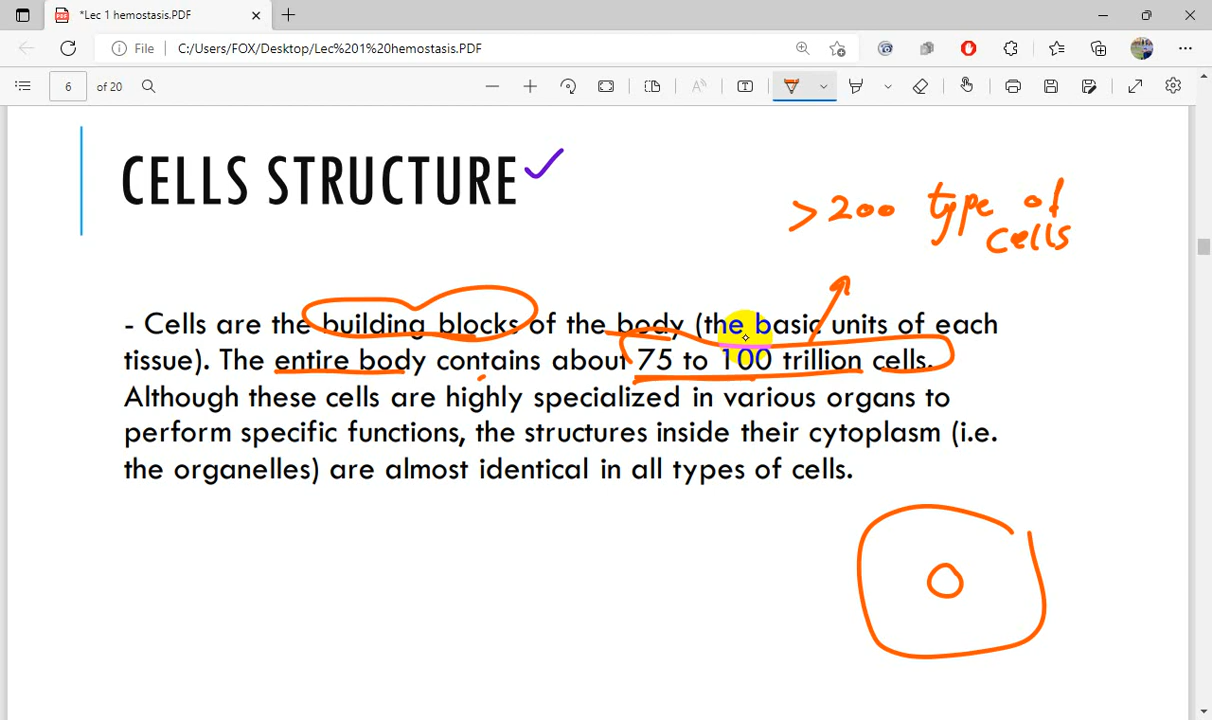 *Lec 1 hemostasis.PDF
File C:/Users/FOX/Desktop/Lec%201%20hemostasis.PDF
6 of 20
CELLS STRUCTURE
>200 type of
cells
- Cells are the building blocks of the body (the basic units of each
tissue). The entire body contains about 75 to 100 trillion cells.
Although these cells are highly specialized in various organs to
perform specific functions, the structures inside their cytoplasm (i.e.
the organelles) are almost identical in all types of cells.